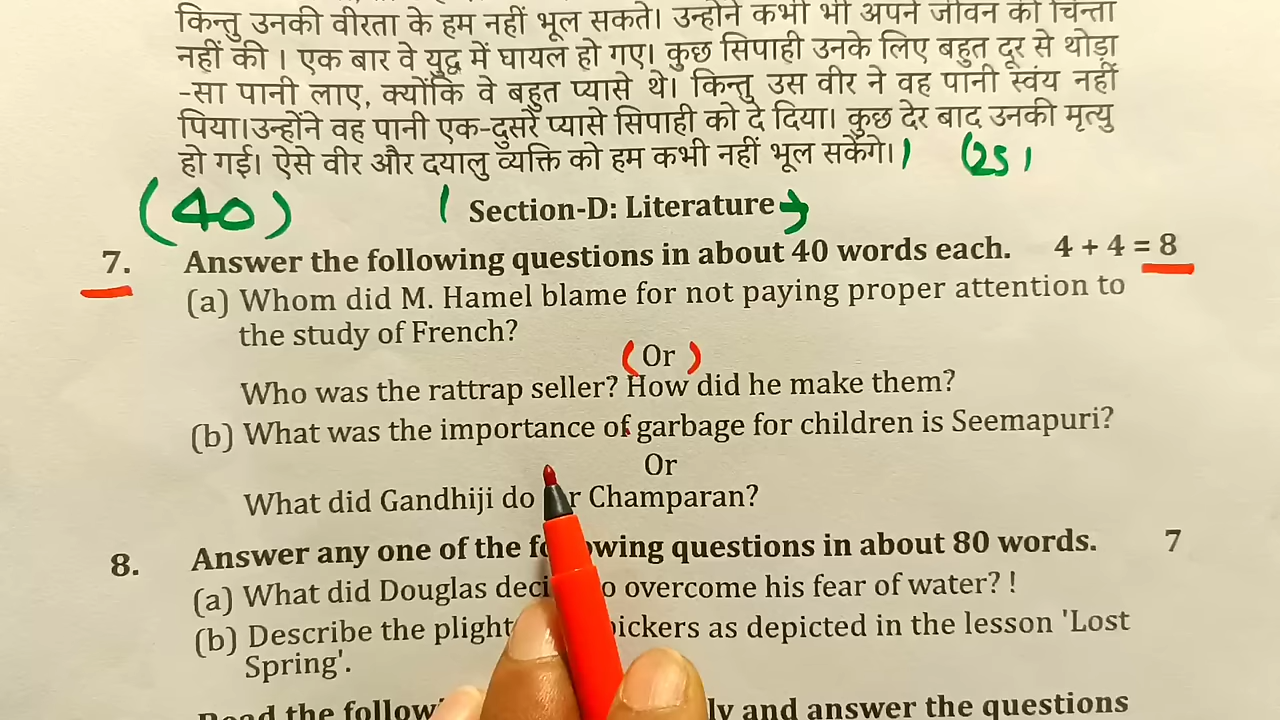 किन्तु उनकी वीरता के हम नहीं भूल सकते। उन्होंने कभी भी अपने जीवन की चिन्ता
नहीं की । एक बार वे युद्ध में घायल हो गए। कुछ सिपाही उनके लिए बहुत दूर से थोड़ा
-सा पानी लाए, क्योंकि वे बहुत प्यासे थे। किन्तु उस वीर ने वह पानी स्वंय नहीं
पिया।उन्होंने वह पानी एक-दुसरे प्यासे सिपाही को दे दिया। कुछ देर बाद उनकी मृत्यु
हो गई। ऐसे वीर और दयालु व्यक्ति को हम कभी नहीं भूल सकेंगे। (25)
(40) Section-D: Literature
7. Answer the following questions in about 40 words each. 4 + 4 = 8
(a) Whom did M. Hamel blame for not paying proper attention to
the study of French?
(Or)
Who was the rattrap seller? How did he make them?
(b) What was the importance of garbage for children is Seemapuri?
Or
What did Gandhiji do Champaran?
8. Answer any one of the following questions in about 80 words. 7
(a) What did Douglas overcome his fear of water? !
(b) Describe the plight pickers as depicted in the lesson 'Lost
Spring'.
the and answer the questions